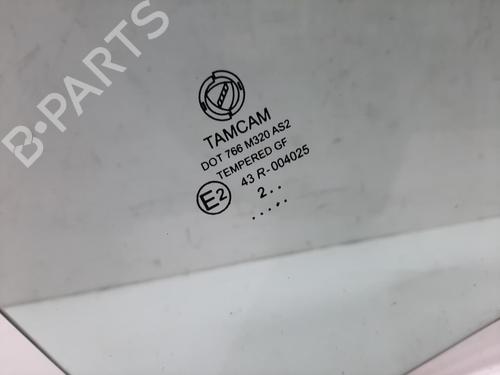 B-PARTS
TAMCAM
DOT 766 M320 AS2
TEMPERED GF
E2 43 R-004025
2..
.....